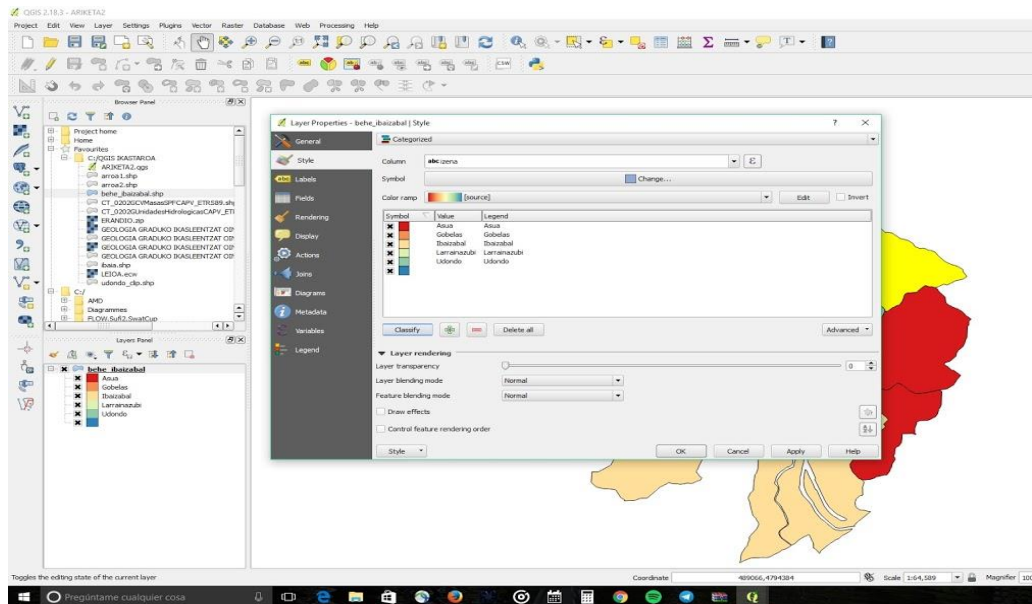 QGIS 2.18.3 - ARIKETA2
Project Edit View Layer Settings Plugins Vector Raster Database Web Processing Help
Browser Panel
Project home
Home
Favourites
C:/QGIS IKASTAROA
ARIKETA2.qgs
arroa1.shp
arroa2.shp
behe_ibaizabal.shp
CT_0202GCVMasasSPFCAPV_ETRS89.sh
CT_0202GUnidadesHidrologicasCAPV_ET
ERANDIO.zip
GEOLOGIA GRADUKO IKASLEENTZAT
GEOLOGIA GRADUKO IKASLEENTZAT
GEOLOGIA GRADUKO IKASLEENTZAT
GEOLOGIA GRADUKO IKASLEENTZAT
ibaia.shp
LEIOA.ecw
udondo_clip.shp
C:/
AMD
Diagrammes
FLOW.Sufi2.SwatCup
Layers Panel
behe_ibaizabal
Asua
Gobelas
Ibaizabal
Larrainazubi
Udondo
Layer Properties - behe_ibaizabal | Style
? ×
General
Style
Labels
Fields
Rendering
Display
Actions
Joins
Diagrams
Metadata
Variables
Legend
Categorized
Column abc izena ε
Symbol Change...
Color ramp [source] Edit Invert
Symbol Value Legend
Asua Asua
Gobelas Gobelas
Ibaizabal Ibaizabal
Larrainazubi Larrainazubi
Udondo Udondo
Classify Delete all Advanced
Layer rendering
Layer transparency 0
Layer blending mode Normal
Feature blending mode Normal
Draw effects
Control feature rendering order
Style OK Cancel Apply Help
Toggles the editing state of the current layer Coordinate 489066,4794384 Scale 1:64,589 Magnifier 100
Pregúntame cualquier cosa